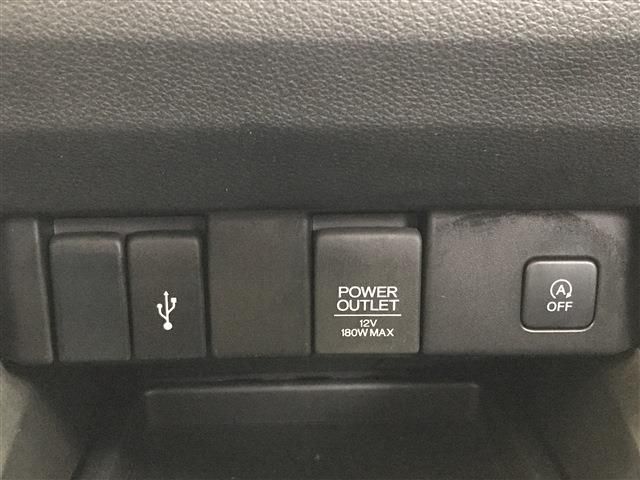 POWER
OUTLET
12V
180W MAX
A
OFF